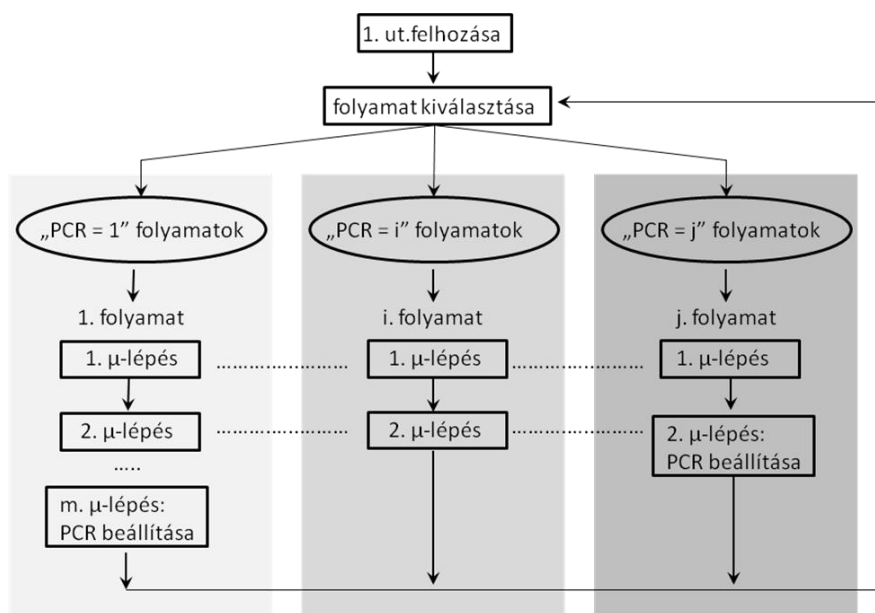 1. ut.felhozása
folyamat kiválasztása
„PCR = 1” folyamatok
„PCR = i” folyamatok
„PCR = j” folyamatok
1. folyamat
i. folyamat
j. folyamat
1. µ-lépés
.......................
1. µ-lépés
.......................
1. µ-lépés
2. µ-lépés
.......................
2. µ-lépés
.......................
2. µ-lépés:
PCR beállítása
.....
m. µ-lépés:
PCR beállítása